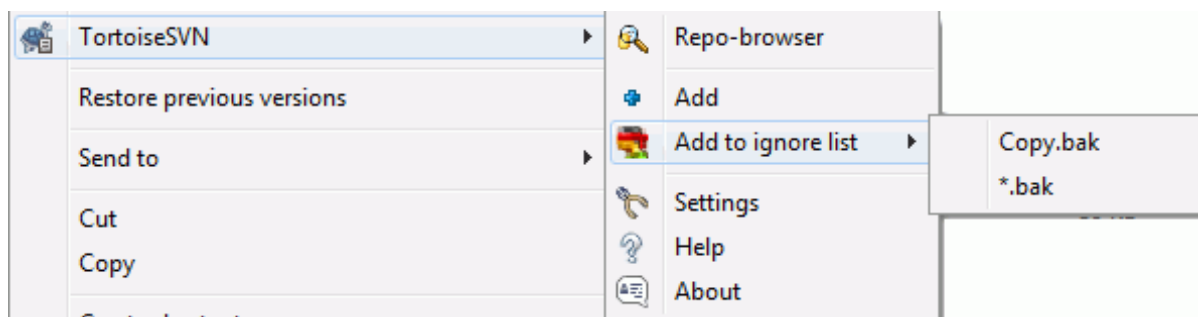 TortoiseSVN
Restore previous versions
Send to
Cut
Copy
Repo-browser
Add
Add to ignore list
Settings
Help
About
Copy.bak
*.bak